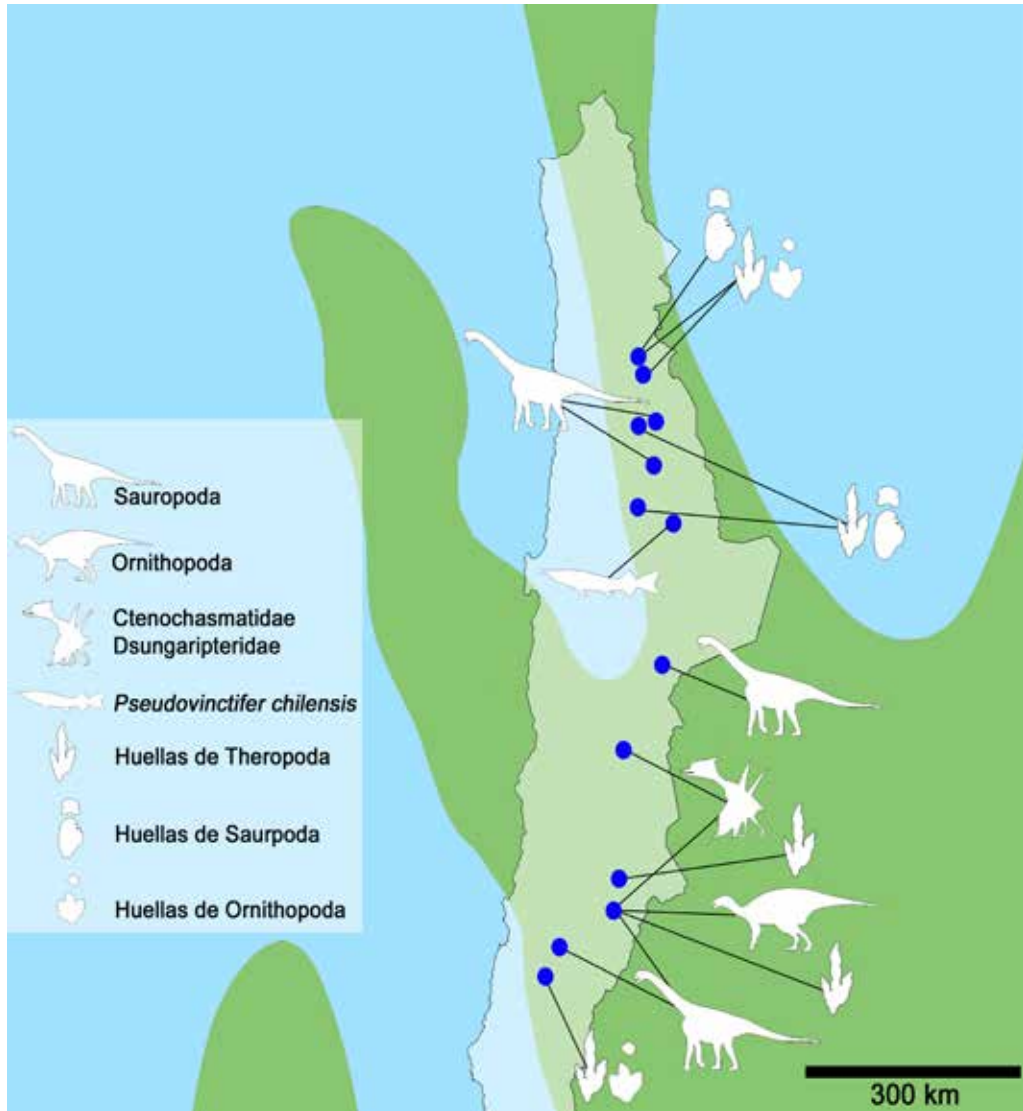 Sauropoda
Ornithopoda
Ctenochasmatidae
Dsungaripteridae
Pseudovinctifer chilensis
Huellas de Theropoda
Huellas de Saurpoda
Huellas de Ornithopoda
300 km